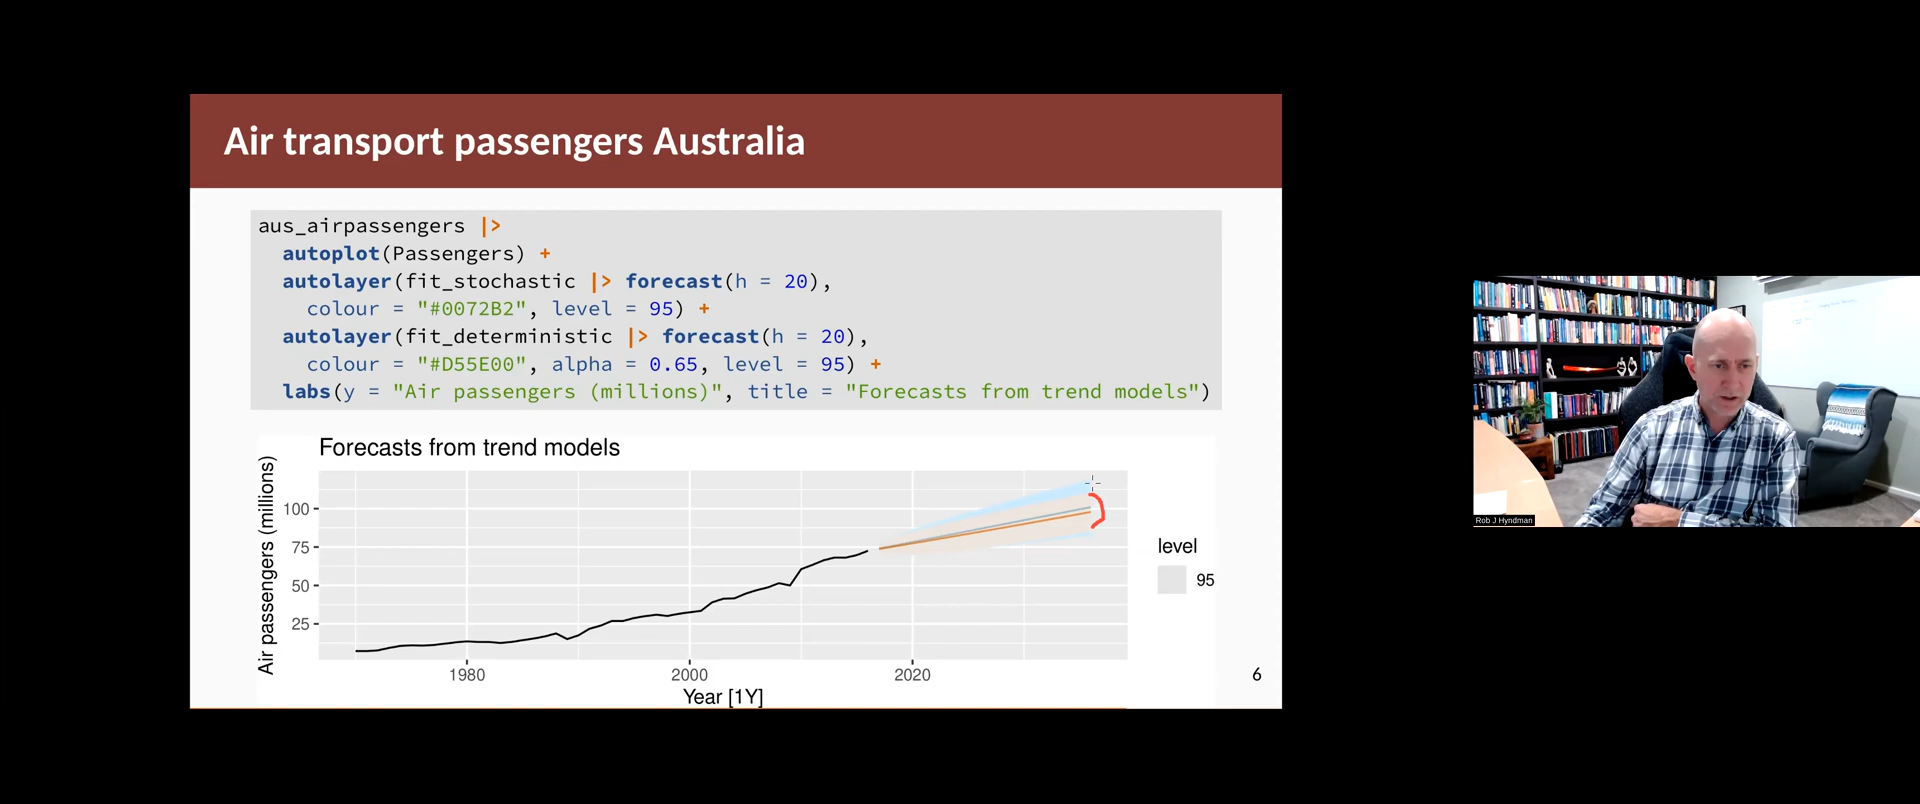 Air transport passengers Australia
aus_airpassengers |>
autoplot(Passengers) +
autolayer(fit_stochastic |> forecast(h = 20),
colour = "#0072B2", level = 95) +
autolayer(fit_deterministic |> forecast(h = 20),
colour = "#D55E00", alpha = 0.65, level = 95) +
labs(y = "Air passengers (millions)", title = "Forecasts from trend models")
Forecasts from trend models
Air passengers (millions)
100
75
50
25
1980
2000
2020
Year [1Y]
level
95
6
Rob J Hyndman